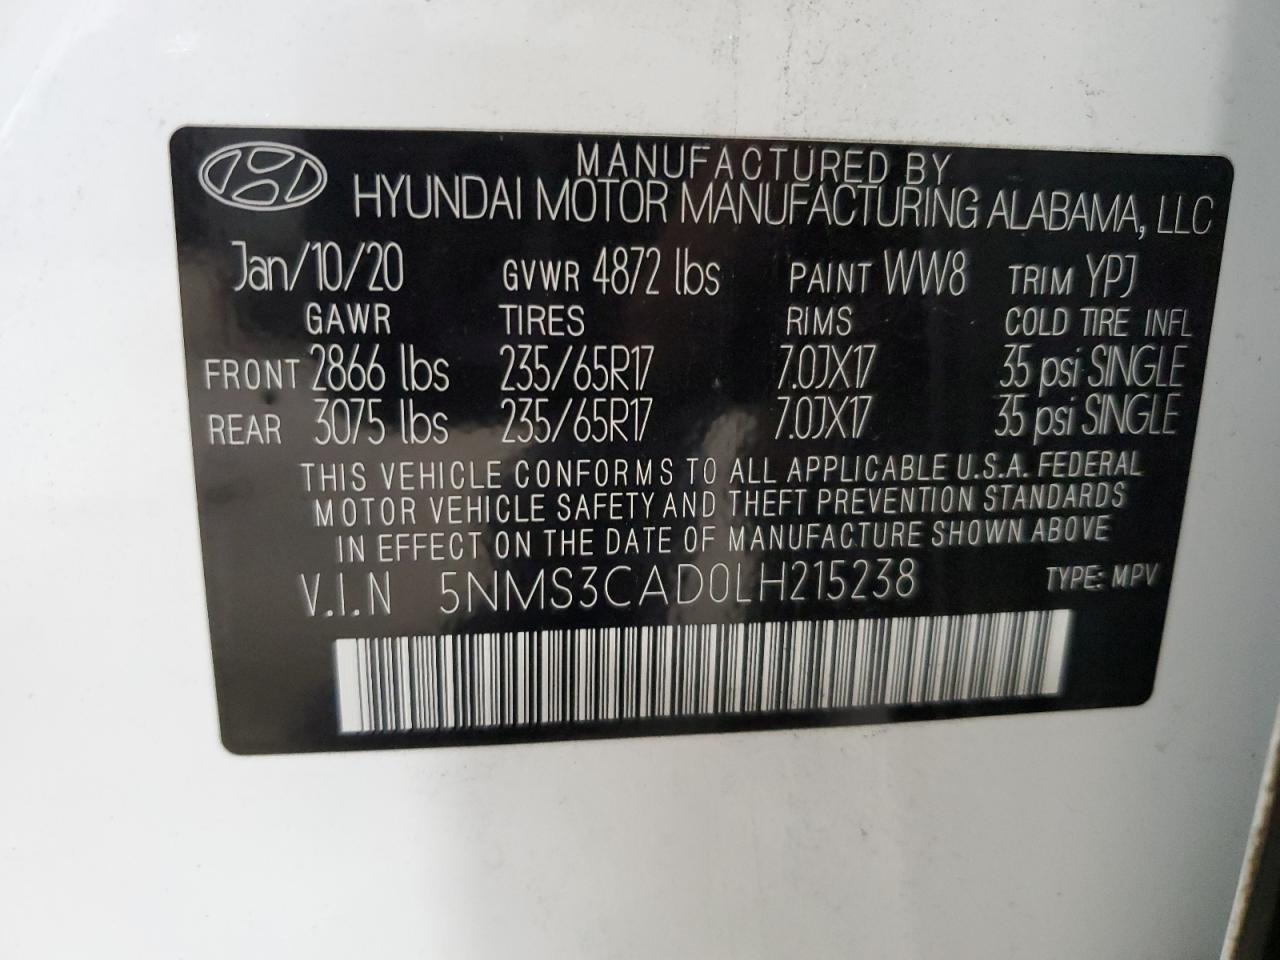 MANUFACTURED BY
HYUNDAI MOTOR MANUFACTURING ALABAMA, LLC
Jan/10/20 GVWR 4872 lbs PAINT WW8 TRIM YPJ
GAWR TIRES RIMS COLD TIRE INFL
FRONT 2866 lbs 235/65R17 7.0JX17 35 psi SINGLE
REAR 3075 lbs 235/65R17 7.0JX17 35 psi SINGLE
THIS VEHICLE CONFORMS TO ALL APPLICABLE U.S.A. FEDERAL
MOTOR VEHICLE SAFETY AND THEFT PREVENTION STANDARDS
IN EFFECT ON THE DATE OF MANUFACTURE SHOWN ABOVE
V.I.N 5NMS3CAD0LH215238 TYPE: MPV